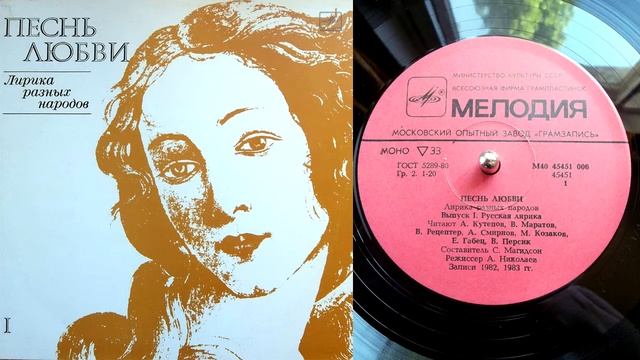 ПЕСНЬ
ЛЮБВИ
Лирика
разных
народов
I
МИНИСТЕРСТВО КУЛЬТУРЫ СССР
ВСЕСОЮЗНАЯ ФИРМА ГРАМПЛАСТИНОК
МЕЛОДИЯ
МОСКОВСКИЙ ОПЫТНЫЙ ЗАВОД «ГРАМЗАПИСЬ»
МОНО ▽ 33
ГОСТ 5289-80
Гр. 2. 1-20
М40 45451 006
45451
1
ПЕСНЬ ЛЮБВИ
Лирика разных народов
Выпуск I. Русская лирика
Читают А. Кутепов, В. Маратов,
В. Рецептер, А. Смирнов, М. Козаков,
Е. Габец, В. Персик
Составитель С. Магидсон
Режиссер А. Николаев
Записи 1982, 1983 гг.